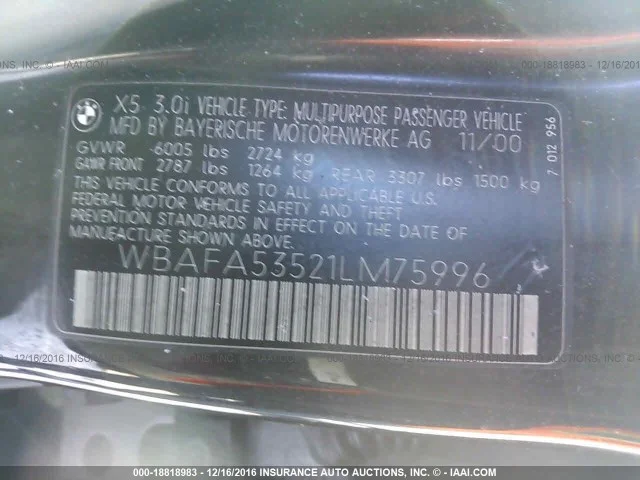 X5 3.0i VEHICLE TYPE: MULTIPURPOSE PASSENGER VEHICLE
MFD BY BAYERISCHE MOTORENWERKE AG 11/00
GVWR 6005 lbs 2724 kg
GAWR FRONT 2787 lbs 1264 kg, REAR 3307 lbs 1500 kg
THIS VEHICLE CONFORMS TO ALL APPLICABLE U.S.
FEDERAL MOTOR VEHICLE SAFETY AND THEFT
PREVENTION STANDARDS IN EFFECT ON THE DATE
OF MANUFACTURE SHOWN ABOVE.
WBAFA53521LM75996
7 012 956
000-18818983 - 12/16/2016 INSURANCE AUTO AUCTIONS, INC. - © IAAI.COM